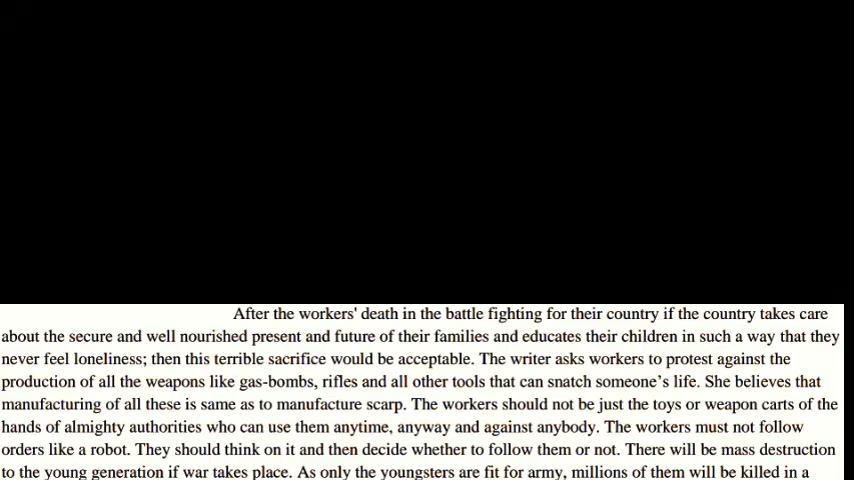 After the workers' death in the battle fighting for their country if the country takes care
about the secure and well nourished present and future of their families and educates their children in such a way that they
never feel loneliness; then this terrible sacrifice would be acceptable. The writer asks workers to protest against the
production of all the weapons like gas-bombs, rifles and all other tools that can snatch someone's life. She believes that
manufacturing of all these is same as to manufacture scarp. The workers should not be just the toys or weapon carts of the
hands of almighty authorities who can use them anytime, anyway and against anybody. The workers must not follow
orders like a robot. They should think on it and then decide whether to follow them or not. There will be mass destruction
to the young generation if war takes place. As only the youngsters are fit for army, millions of them will be killed in a